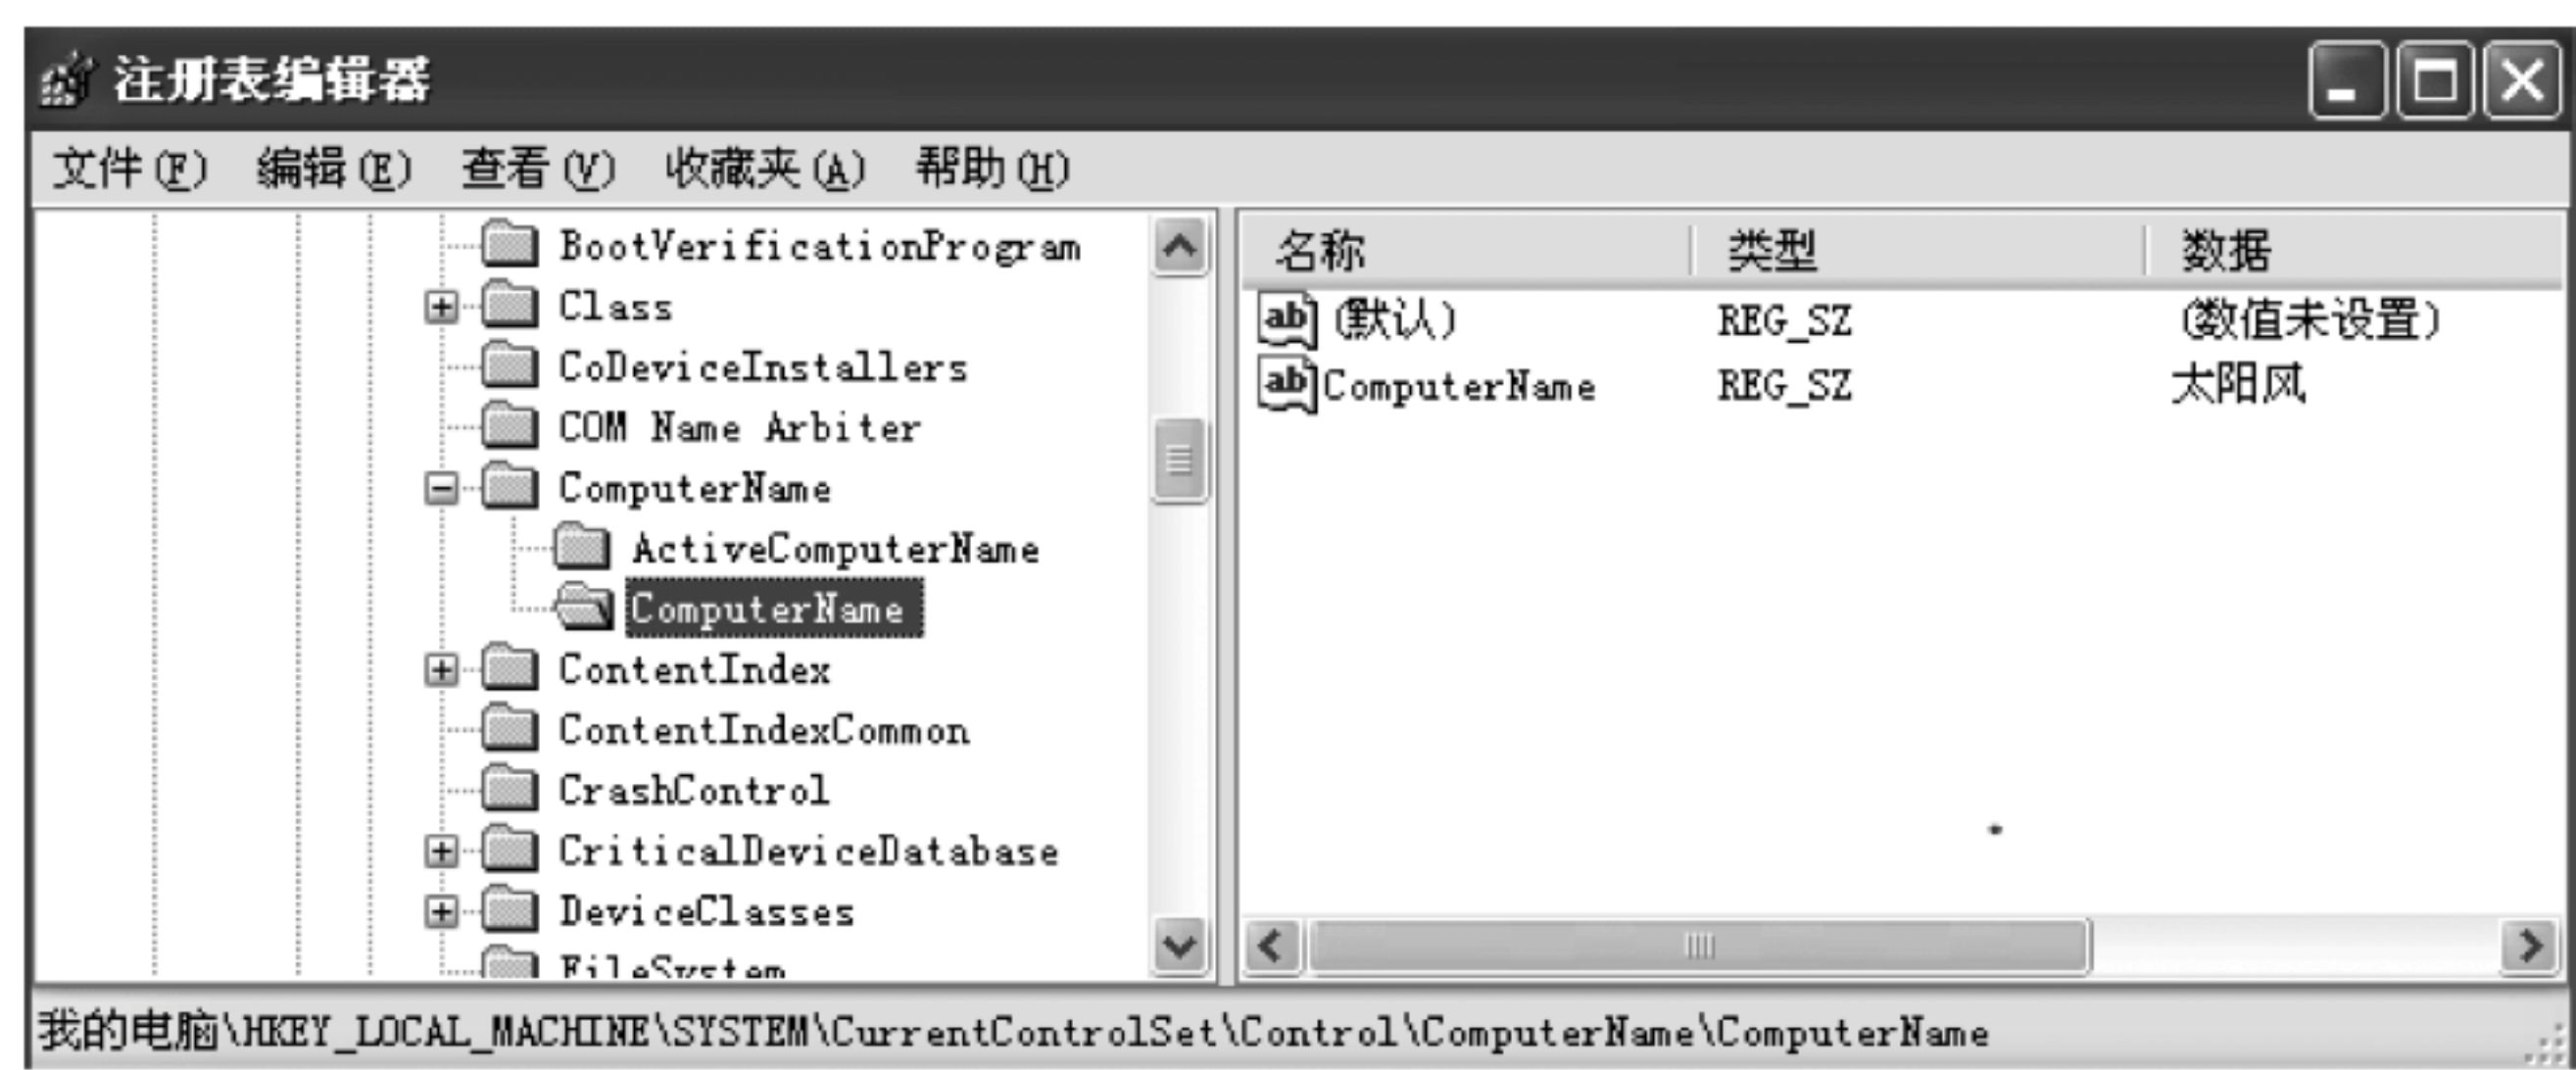 注册表编辑器
文件(F) 编辑(E) 查看(V) 收藏夹(A) 帮助(H)
BootVerificationProgram
Class
CoDeviceInstallers
COM Name Arbiter
ComputerName
ActiveComputerName
ComputerName
ContentIndex
ContentIndexCommon
CrashControl
CriticalDeviceDatabase
DeviceClasses
FileSystem
名称 类型 数据
(默认) REG_SZ (数值未设置)
ComputerName REG_SZ 太阳风
我的电脑\HKEY_LOCAL_MACHINE\SYSTEM\CurrentControlSet\Control\ComputerName\ComputerName